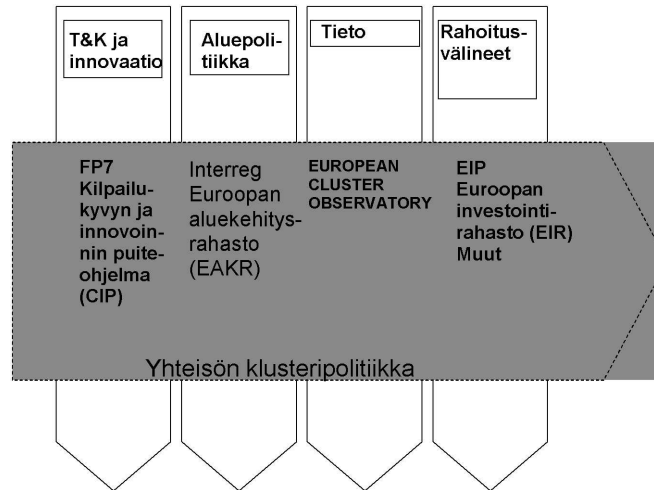 T&K ja
innovaatio
Aluepoli-
tiikka
Tieto
Rahoitus-
välineet
FP7
Kilpailu-
kyvyn ja
innovoin-
nin puite-
ohjelma
(CIP)
Interreg
Euroopan
aluekehitys-
rahasto
(EAKR)
EUROPEAN
CLUSTER
OBSERVATORY
EIP
Euroopan
investointi-
rahasto (EIR)
Muut
Yhteisön klusteripolitiikka